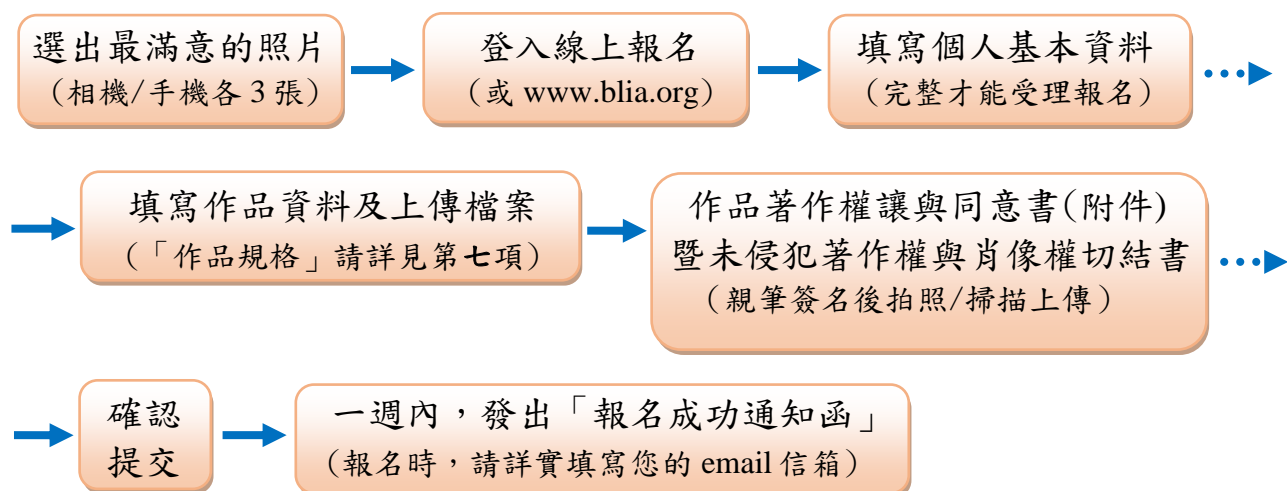 選出最滿意的照片
（相機/手機各 3 張）
登入線上報名
（或 www.blia.org）
填寫個人基本資料
（完整才能受理報名）
填寫作品資料及上傳檔案
（「作品規格」請詳見第七項）
作品著作權讓與同意書(附件)
暨未侵犯著作權與肖像權切結書
（親筆簽名後拍照/掃描上傳）
確認
提交
一週內，發出「報名成功通知函」
（報名時，請詳實填寫您的 email 信箱）